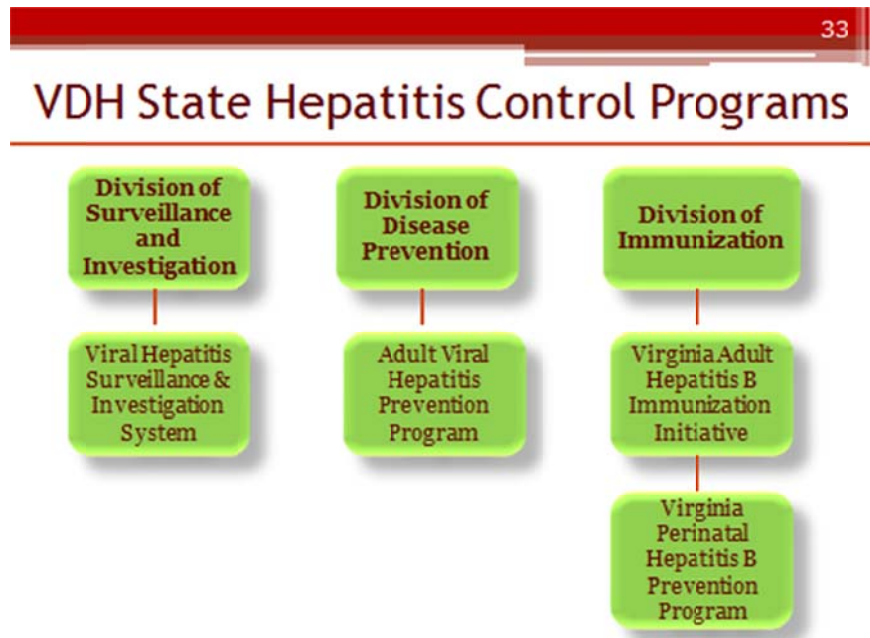 33
VDH State Hepatitis Control Programs
Division of
Surveillance
and
Investigation
Viral Hepatitis
Surveillance &
Investigation
System
Division of
Disease
Prevention
Adult Viral
Hepatitis
Prevention
Program
Division of
Immunization
Virginia Adult
Hepatitis B
Immunization
Initiative
Virginia
Perinatal
Hepatitis B
Prevention
Program